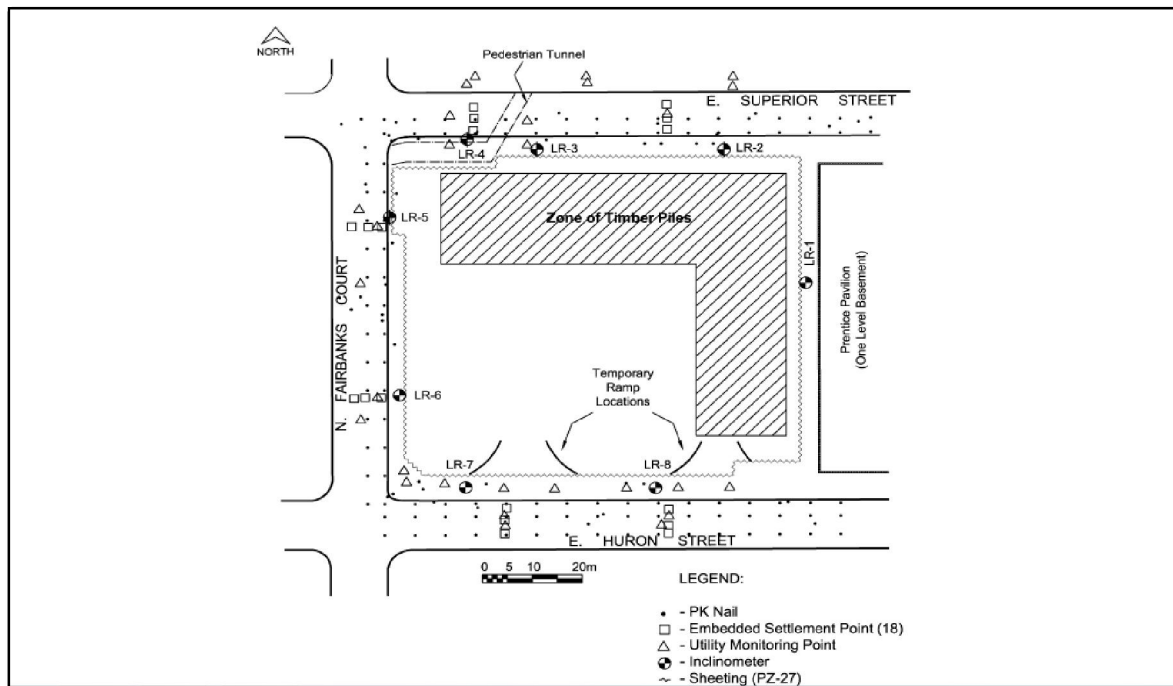 NORTH
Pedestrian Tunnel
E. SUPERIOR STREET
LR-4
LR-3
LR-2
LR-5
Zone of Timber Piles
LR-1
N. FAIRBANKS COURT
Prentice Pavilion
(One Level Basement)
Temporary
Ramp
Locations
LR-6
LR-7
LR-8
E. HURON STREET
0 5 10 20m
LEGEND:
- PK Nail
- Embedded Settlement Point (18)
- Utility Monitoring Point
- Inclinometer
- Sheeting (PZ-27)